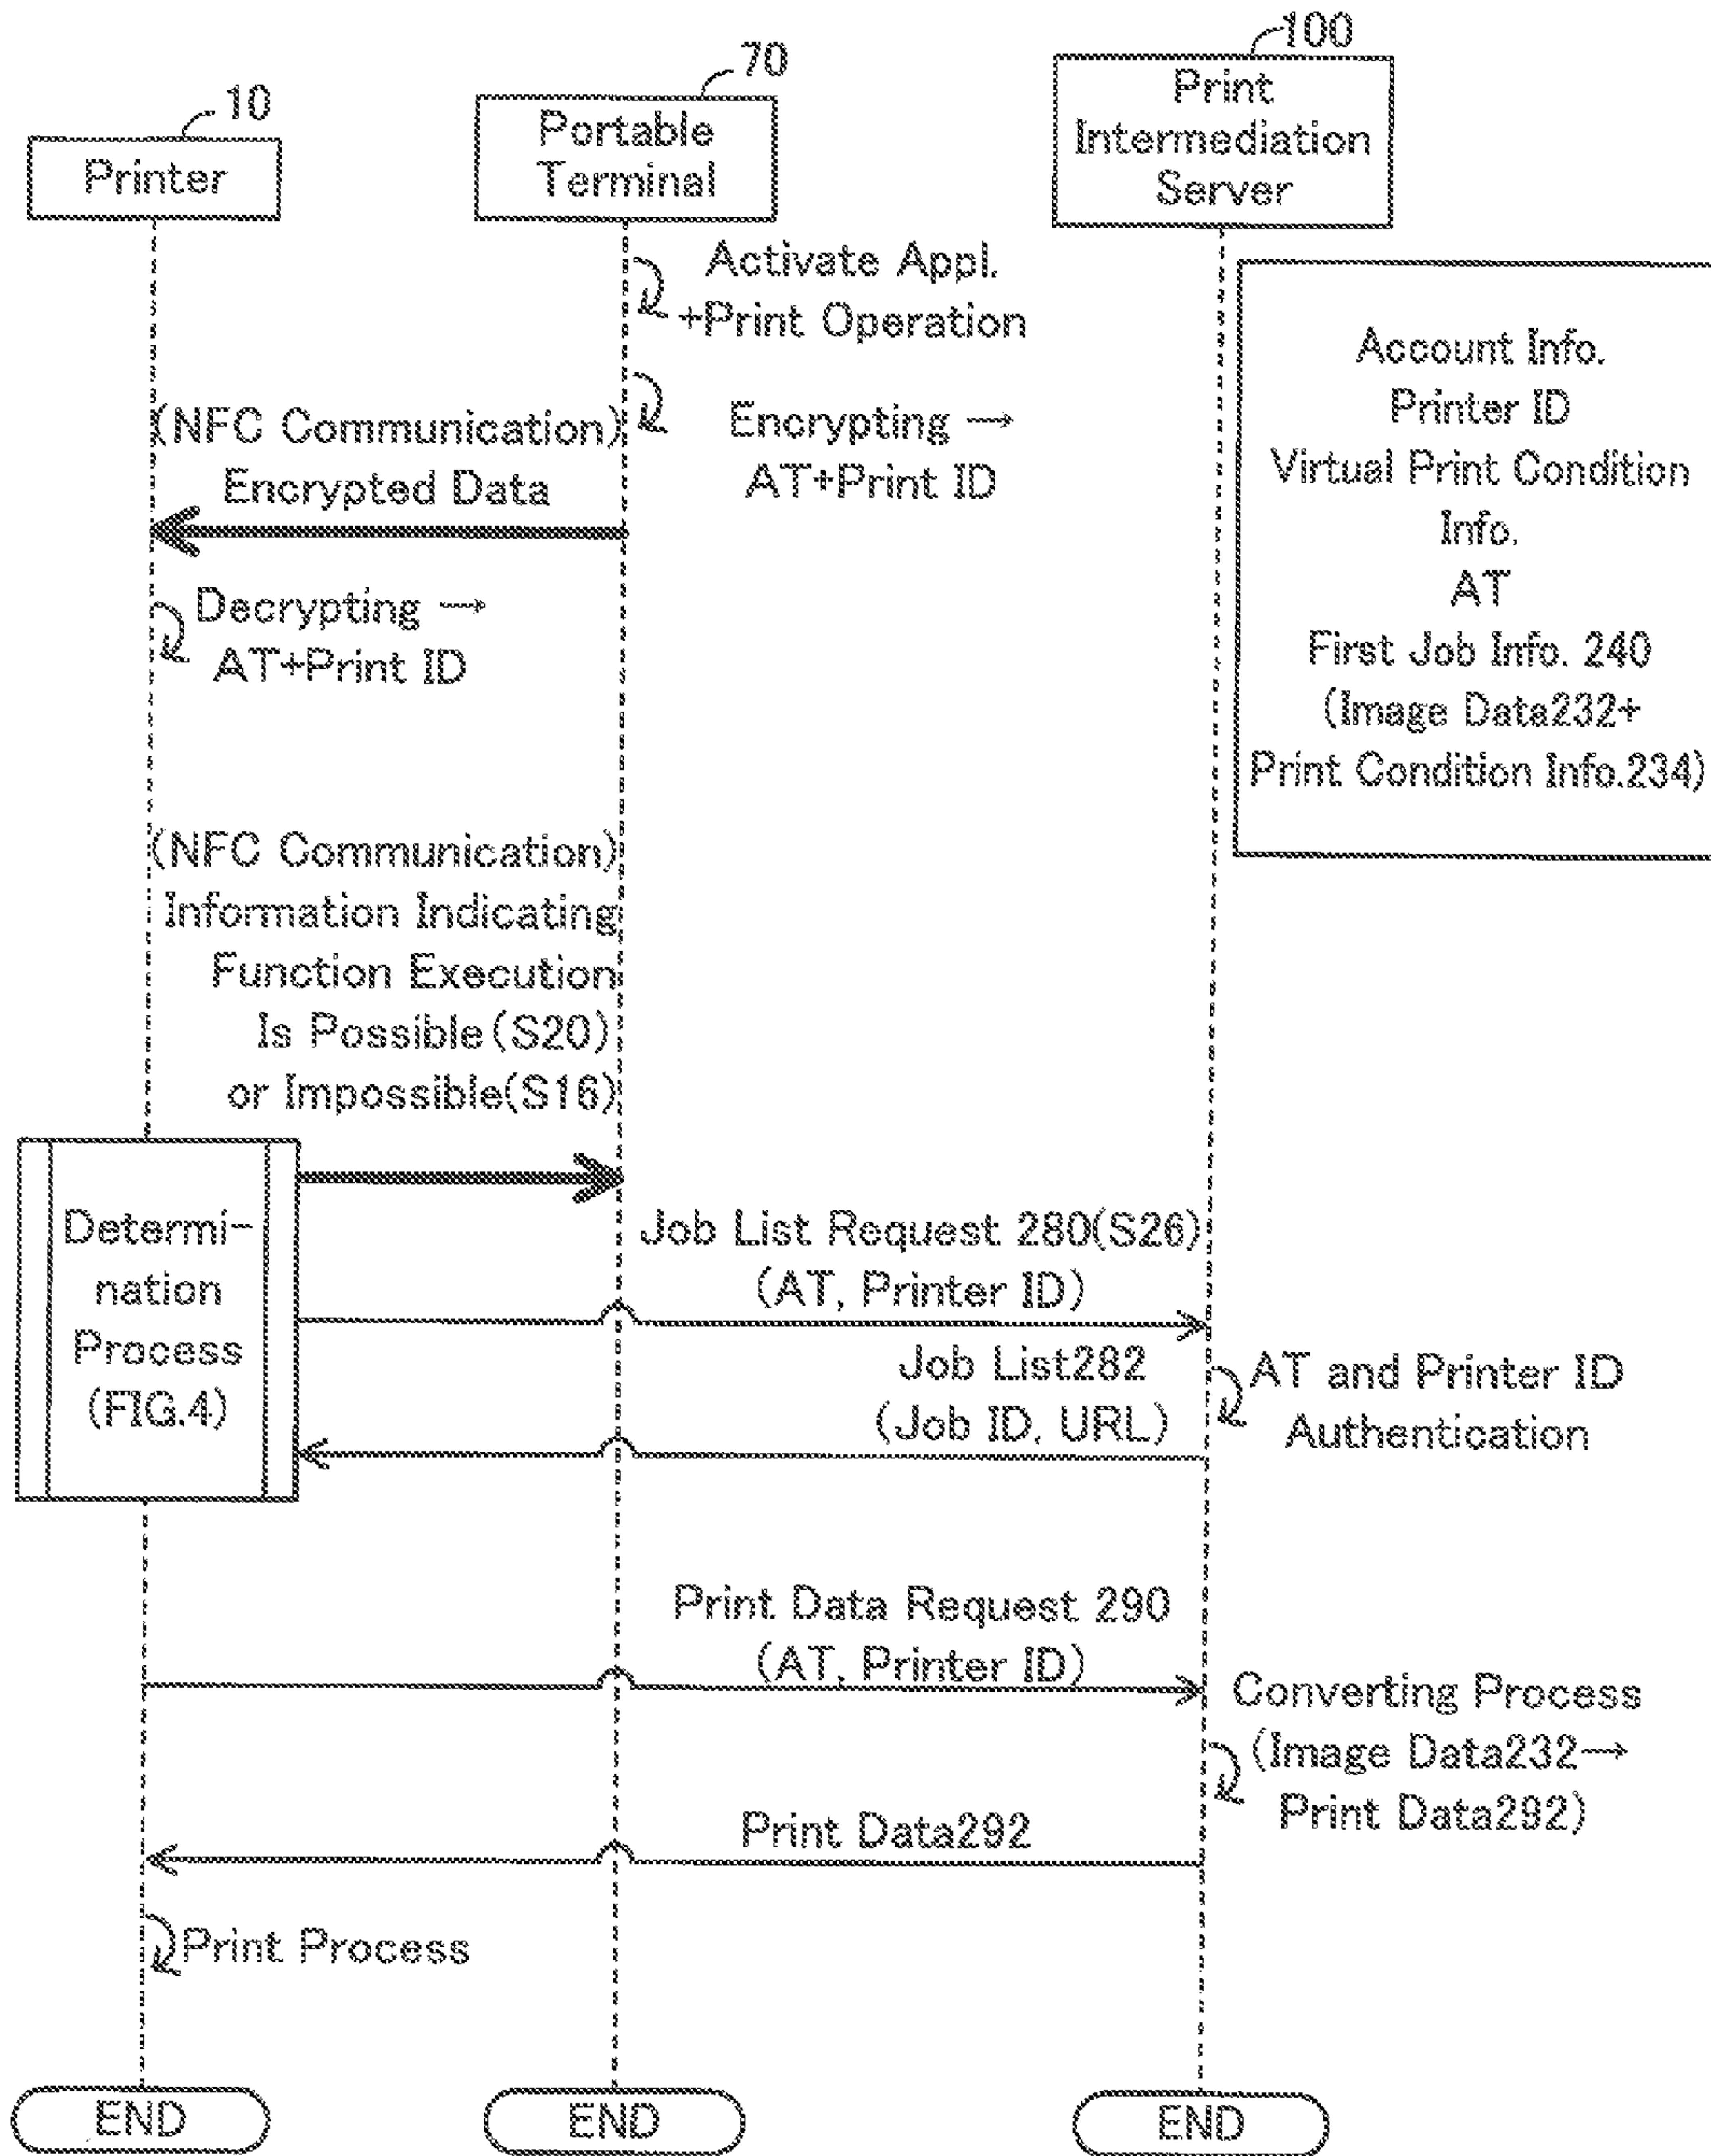 10
Printer
70
Portable
Terminal
100
Print
Intermediation
Server
Activate Appl.
+Print Operation
Encrypting →
AT+Print ID
(NFC Communication)
Encrypted Data
Decrypting →
AT+Print ID
Account Info.
Printer ID
Virtual Print Condition
Info.
AT
First Job Info. 240
(Image Data232+
Print Condition Info.234)
(NFC Communication)
Information Indicating
Function Execution
Is Possible(S20)
or Impossible(S16)
Determi-
nation
Process
(FIG.4)
Job List Request 280(S26)
(AT, Printer ID)
Job List282
(Job ID, URL)
AT and Printer ID
Authentication
Print Data Request 290
(AT, Printer ID)
Converting Process
(Image Data232→
Print Data292)
Print Data292
Print Process
END
END
END